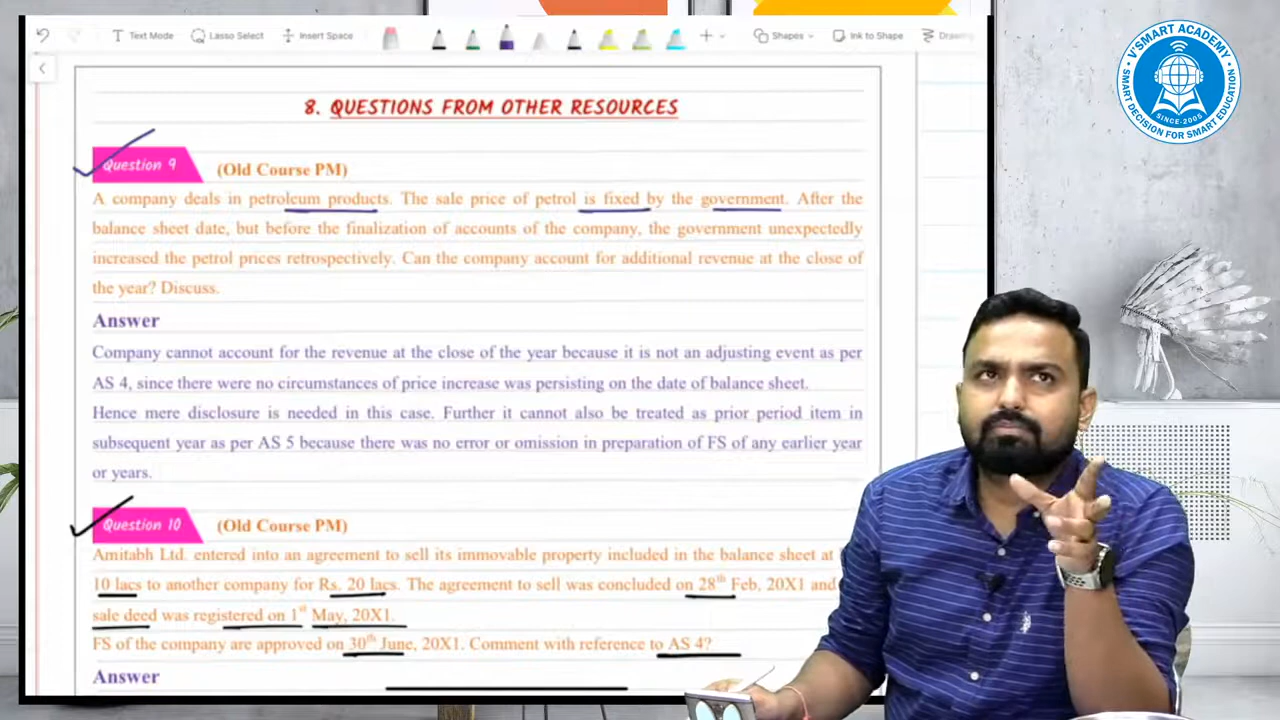 Text Mode
Lasso Select
Insert Space
Shapes
Ink to Shape
V'SMART ACADEMY
SINCE-2005
SMART DECISION FOR SMART EDUCATION
8. QUESTIONS FROM OTHER RESOURCES
Question 9 (Old Course PM)
A company deals in petroleum products. The sale price of petrol is fixed by the government. After the
balance sheet date, but before the finalization of accounts of the company, the government unexpectedly
increased the petrol prices retrospectively. Can the company account for additional revenue at the close of
the year? Discuss.
Answer
Company cannot account for the revenue at the close of the year because it is not an adjusting event as per
AS 4, since there were no circumstances of price increase was persisting on the date of balance sheet.
Hence mere disclosure is needed in this case. Further it cannot also be treated as prior period item in
subsequent year as per AS 5 because there was no error or omission in preparation of FS of any earlier year
or years.
Question 10 (Old Course PM)
Amitabh Ltd. entered into an agreement to sell its immovable property included in the balance sheet at
10 lacs to another company for Rs. 20 lacs. The agreement to sell was concluded on 28th Feb, 20X1 and
sale deed was registered on 1st May, 20X1.
FS of the company are approved on 30th June, 20X1. Comment with reference to AS 4?
Answer